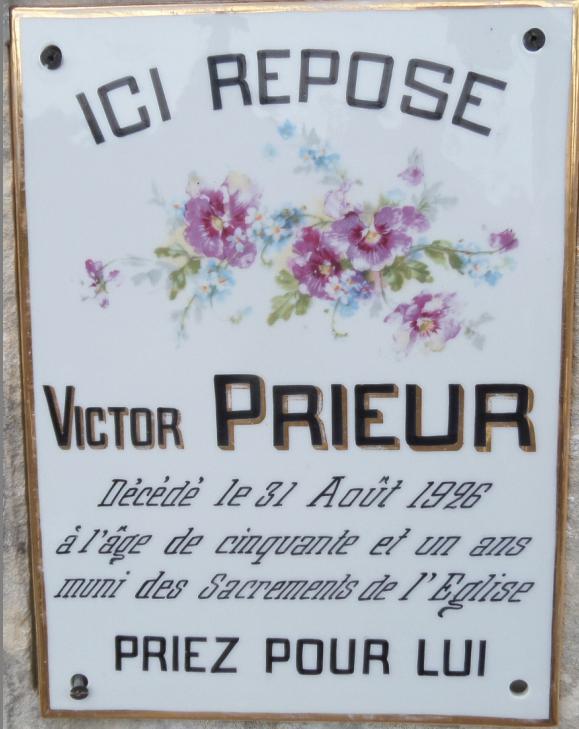 ICI REPOSE
VICTOR PRIEUR
Décédé le 31 Août 1926
à l'âge de cinquante et un ans
muni des Sacrements de l'Eglise
PRIEZ POUR LUI